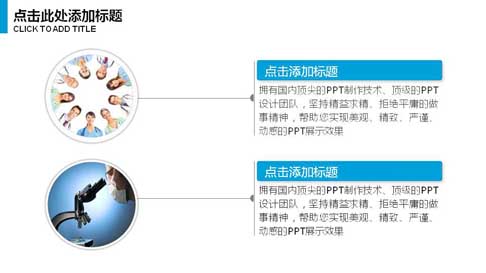 点击此处添加标题
CLICK TO ADD TITLE
点击添加标题
拥有国内顶尖的PPT制作技术、顶级的PPT
设计团队，坚持精益求精、拒绝平庸的做
事精神，帮助您实现美观、精致、严谨、
动感的PPT展示效果
点击添加标题
拥有国内顶尖的PPT制作技术、顶级的PPT
设计团队，坚持精益求精、拒绝平庸的做
事精神，帮助您实现美观、精致、严谨、
动感的PPT展示效果